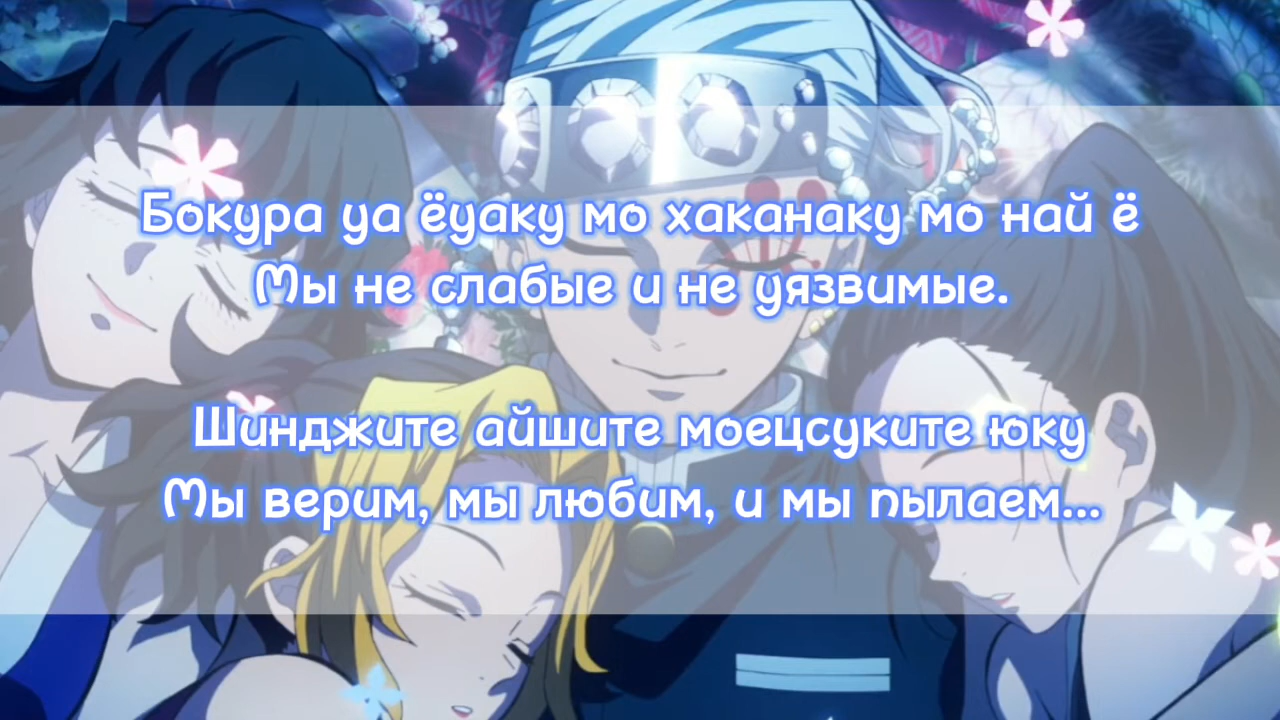 Бокура уа ёуаку мо хаканаку мо най ё
Мы не слабые и не уязвимые.
Шинджите айшите моецсуките юку
Мы верим, мы любим, и мы пылаем...